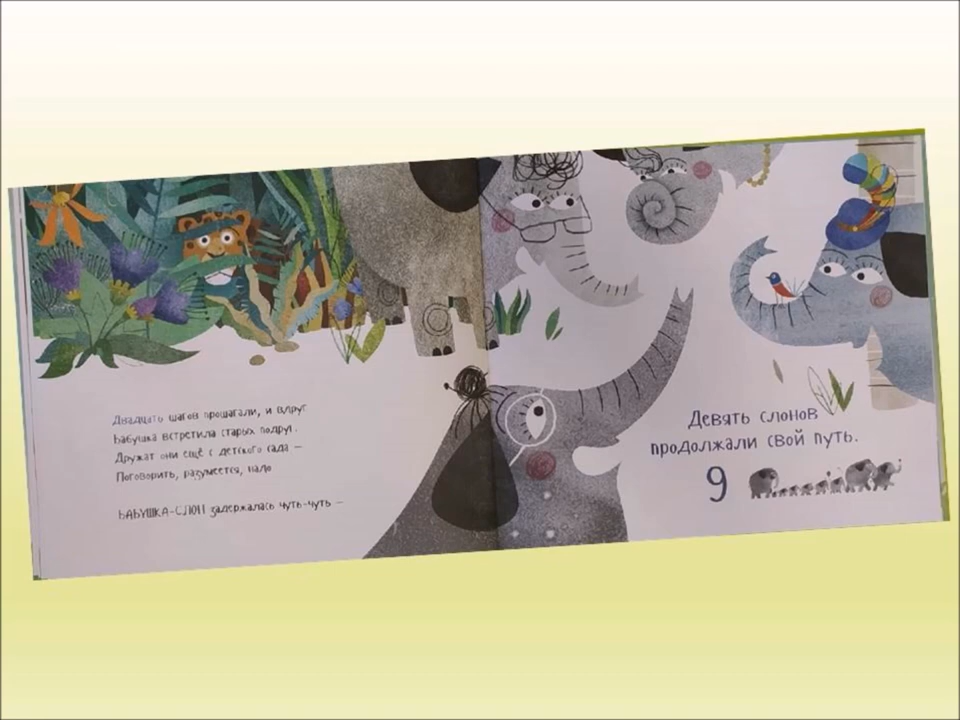 Двадцать шагов прошагали, и вдруг
Бабушка встретила старых подруг.
Дружат они ещё с детского сада –
Поговорить, разумеется, надо
БАБУШКА-СЛОН задержалась чуть-чуть –
Девять слонов
продолжали свой путь.
9